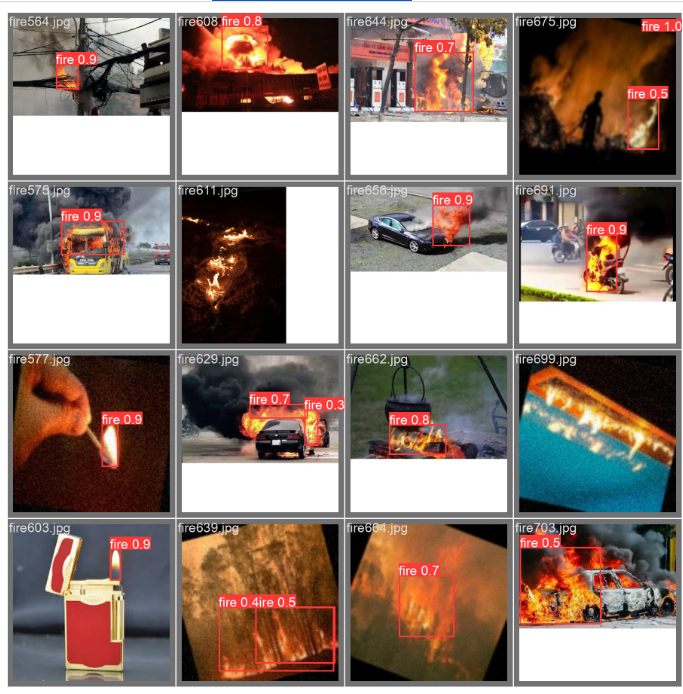 fire564.jpg
fire 0.9
fire608.jpg
fire 0.8
fire644.jpg
fire 0.7
fire675.jpg
fire 1.0
fire 0.5
fire575.jpg
fire 0.9
fire611.jpg
fire658.jpg
fire 0.9
fire691.jpg
fire 0.9
fire577.jpg
fire 0.9
fire629.jpg
fire 0.7
fire 0.3
fire662.jpg
fire 0.8
fire699.jpg
fire603.jpg
fire 0.9
fire639.jpg
fire 0.4
ire 0.5
fire664.jpg
fire 0.7
fire703.jpg
fire 0.5